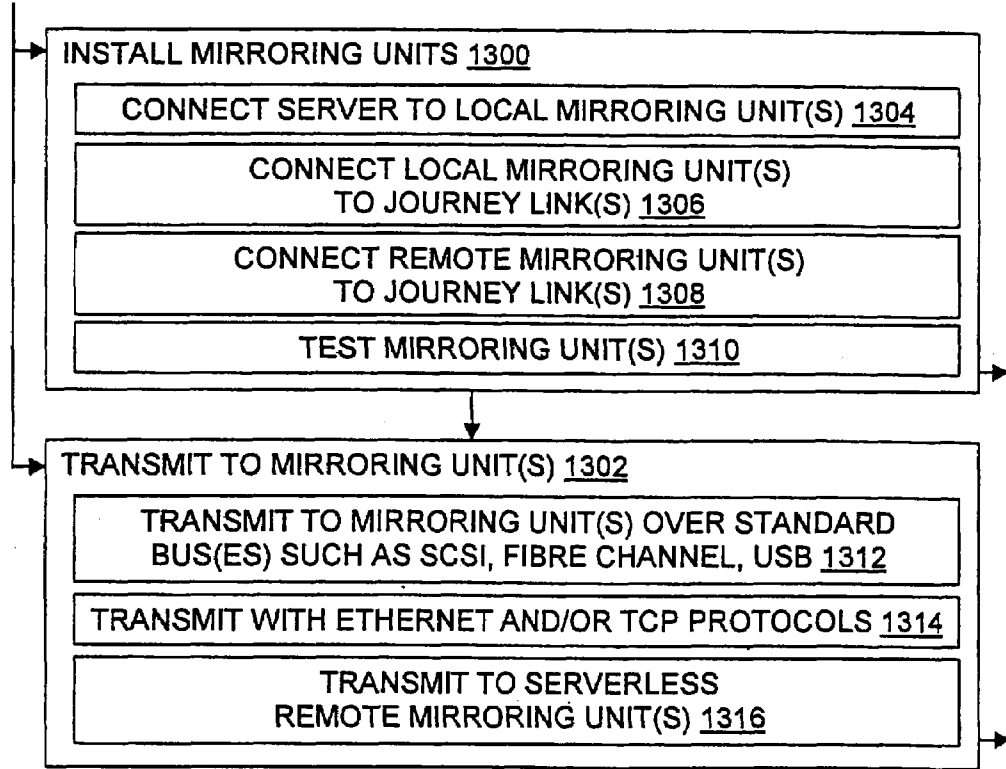 INSTALL MIRRORING UNITS 1300
CONNECT SERVER TO LOCAL MIRRORING UNIT(S) 1304
CONNECT LOCAL MIRRORING UNIT(S)
TO JOURNEY LINK(S) 1306
CONNECT REMOTE MIRRORING UNIT(S)
TO JOURNEY LINK(S) 1308
TEST MIRRORING UNIT(S) 1310
TRANSMIT TO MIRRORING UNIT(S) 1302
TRANSMIT TO MIRRORING UNIT(S) OVER STANDARD
BUS(ES) SUCH AS SCSI, FIBRE CHANNEL, USB 1312
TRANSMIT WITH ETHERNET AND/OR TCP PROTOCOLS 1314
TRANSMIT TO SERVERLESS
REMOTE MIRRORING UNIT(S) 1316